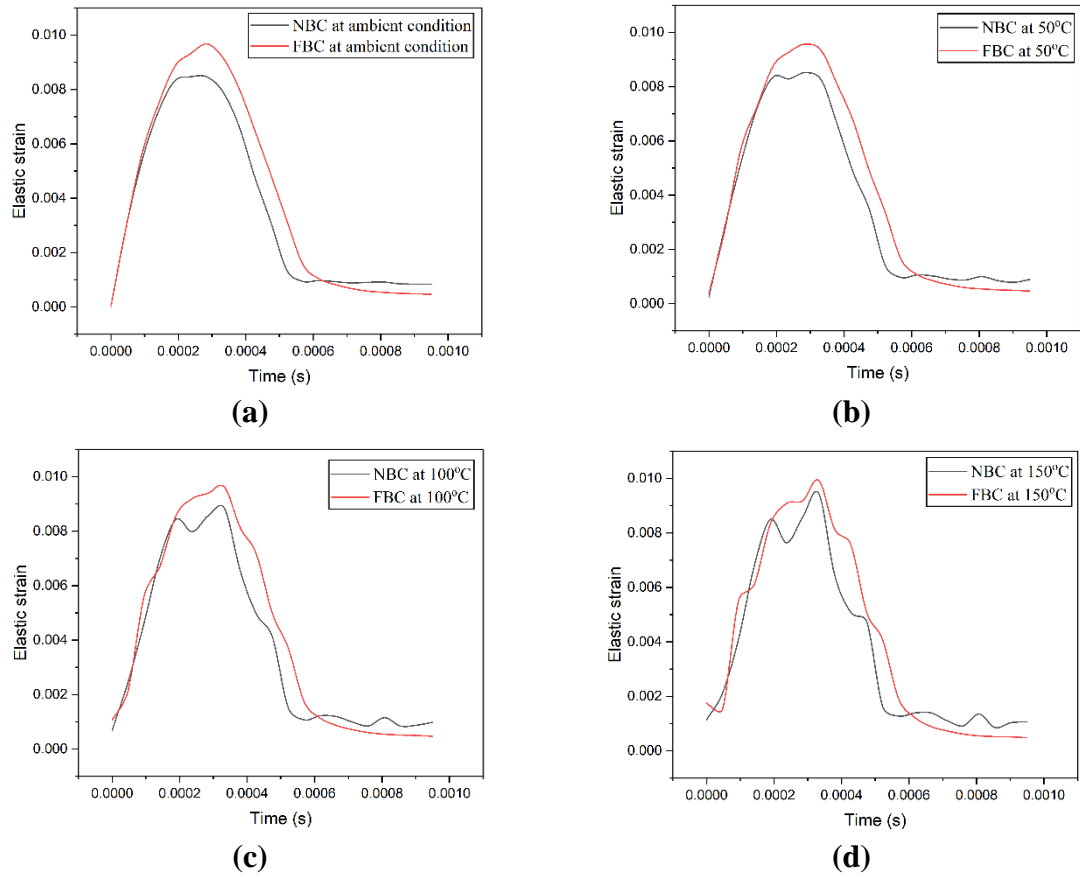 NBC at ambient condition
FBC at ambient condition
0.010
0.008
0.006
0.004
0.002
0.000
Elastic strain
0.0000 0.0002 0.0004 0.0006 0.0008 0.0010
Time (s)
(a)
NBC at 50°C
FBC at 50°C
0.010
0.008
0.006
0.004
0.002
0.000
Elastic strain
0.0000 0.0002 0.0004 0.0006 0.0008 0.0010
Time (s)
(b)
NBC at 100°C
FBC at 100°C
0.010
0.008
0.006
0.004
0.002
0.000
Elastic strain
0.0000 0.0002 0.0004 0.0006 0.0008 0.0010
Time (s)
(c)
NBC at 150°C
FBC at 150°C
0.010
0.008
0.006
0.004
0.002
0.000
Elastic strain
0.0000 0.0002 0.0004 0.0006 0.0008 0.0010
Time (s)
(d)